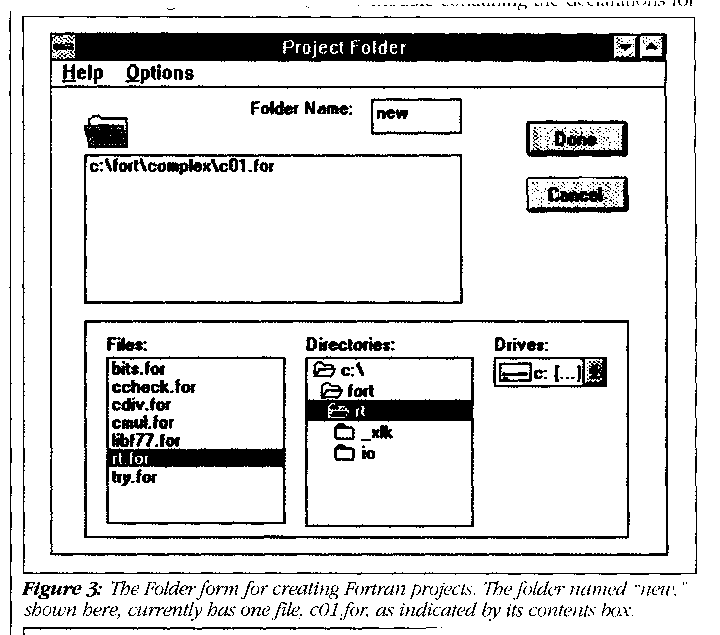 module containing the declarations for
Project Folder
Help Options
Folder Name: new
Done
c:\fort\complex\c01.for
Cancel
Files: Directories: Drives:
bits.for
ccheck.for
cdiv.for
cmul.for
libf77.for
rt.for
try.for
c:\
fort
rt
_xlk
io
c: [...]
Figure 3: The Folder form for creating Fortran projects. The folder named "new,"
shown here, currently has one file, c01.for, as indicated by its contents box.